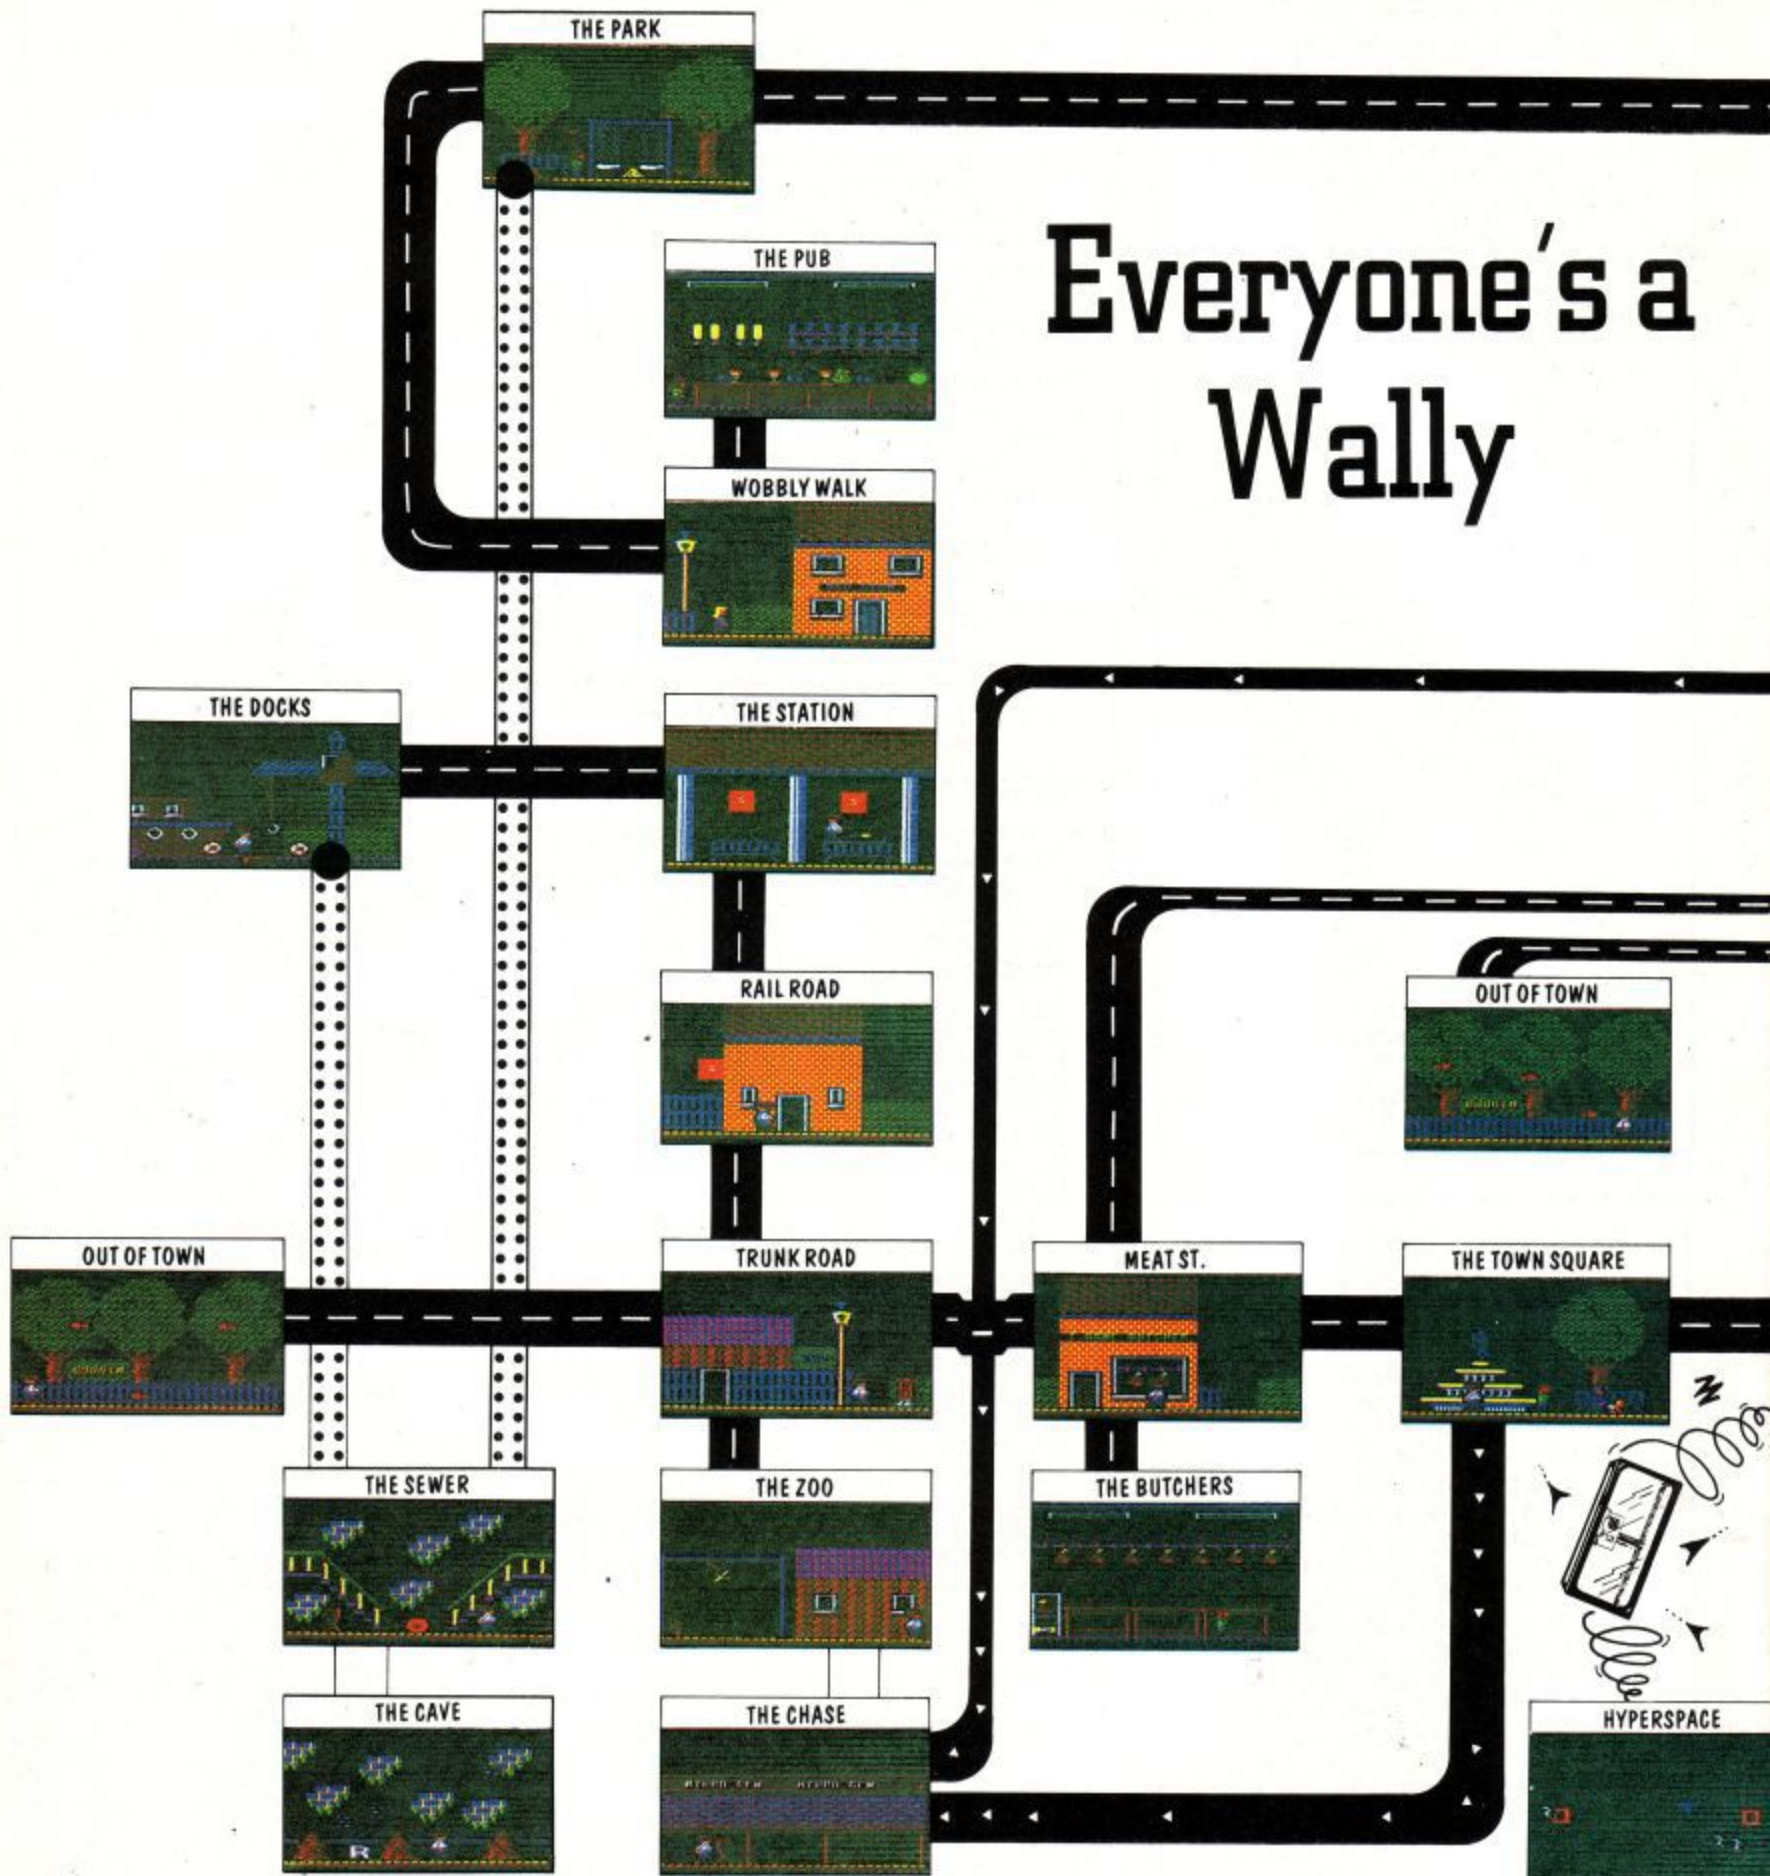 THE PARK
THE PUB
Everyone's a
Wally
WOBBLY WALK
THE DOCKS
THE STATION
RAIL ROAD
OUT OF TOWN
OUT OF TOWN
TRUNK ROAD
MEAT ST.
THE TOWN SQUARE
THE SEWER
THE ZOO
THE BUTCHERS
THE CAVE
R
THE CHASE
HYPERSPACE